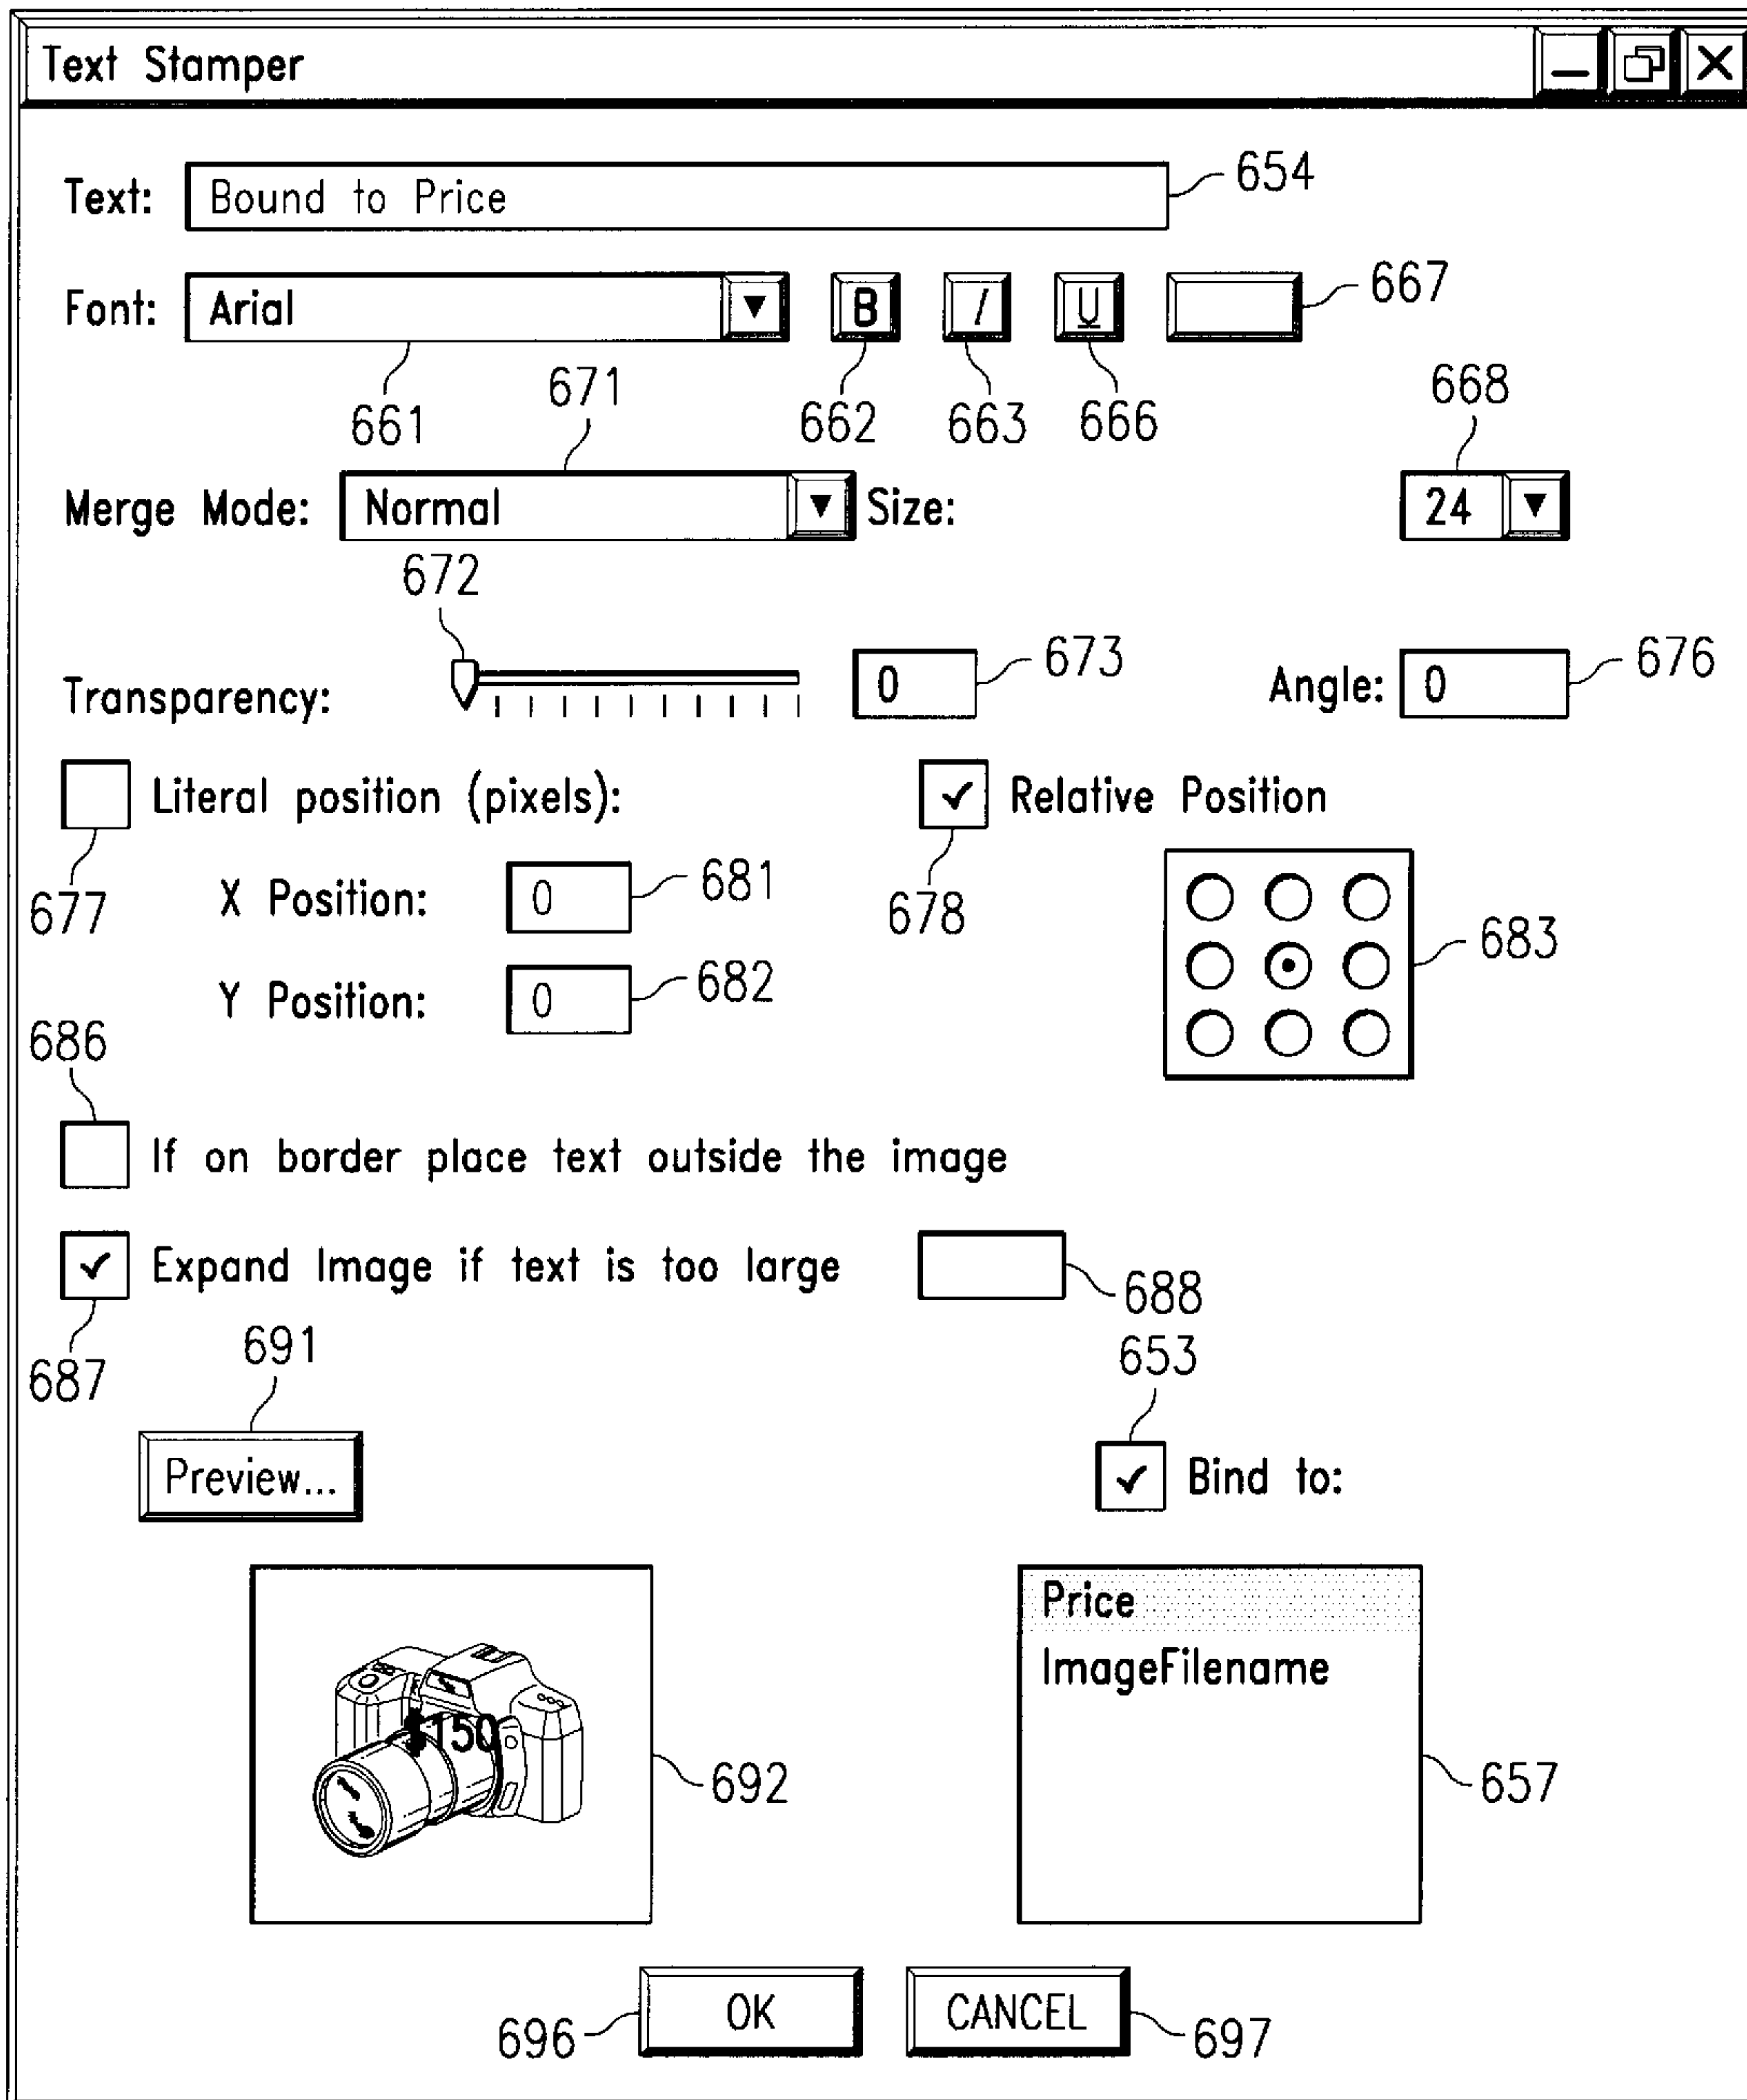 Text Stamper
Text: Bound to Price 654
Font: Arial B I U 667
661 671 662 663 666 668
Merge Mode: Normal Size: 24
672
Transparency: 0 673 Angle: 0 676
Literal position (pixels): Relative Position
677 X Position: 0 681 678
683
Y Position: 0 682
686
If on border place text outside the image
Expand Image if text is too large 688
687 691 653
Preview... Bind to:
Price
ImageFilename
$150
692 657
696 OK CANCEL 697